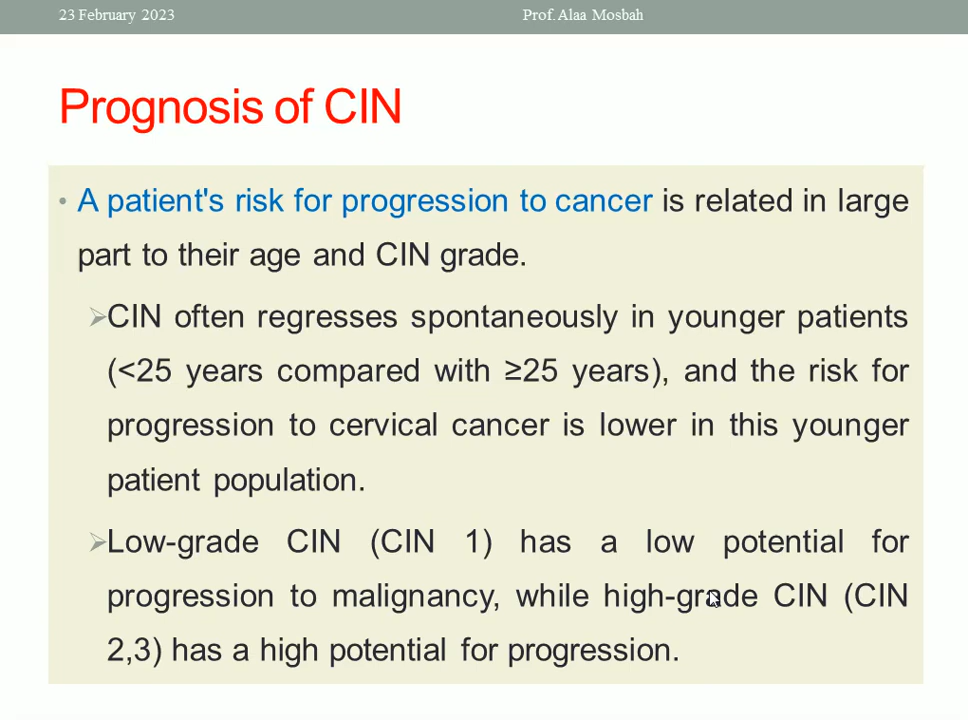 23 February 2023
Prof. Alaa Mosbah
Prognosis of CIN
• A patient's risk for progression to cancer is related in large
part to their age and CIN grade.
➢CIN often regresses spontaneously in younger patients
(<25 years compared with ≥25 years), and the risk for
progression to cervical cancer is lower in this younger
patient population.
➢Low-grade CIN (CIN 1) has a low potential for
progression to malignancy, while high-grade CIN (CIN
2,3) has a high potential for progression.